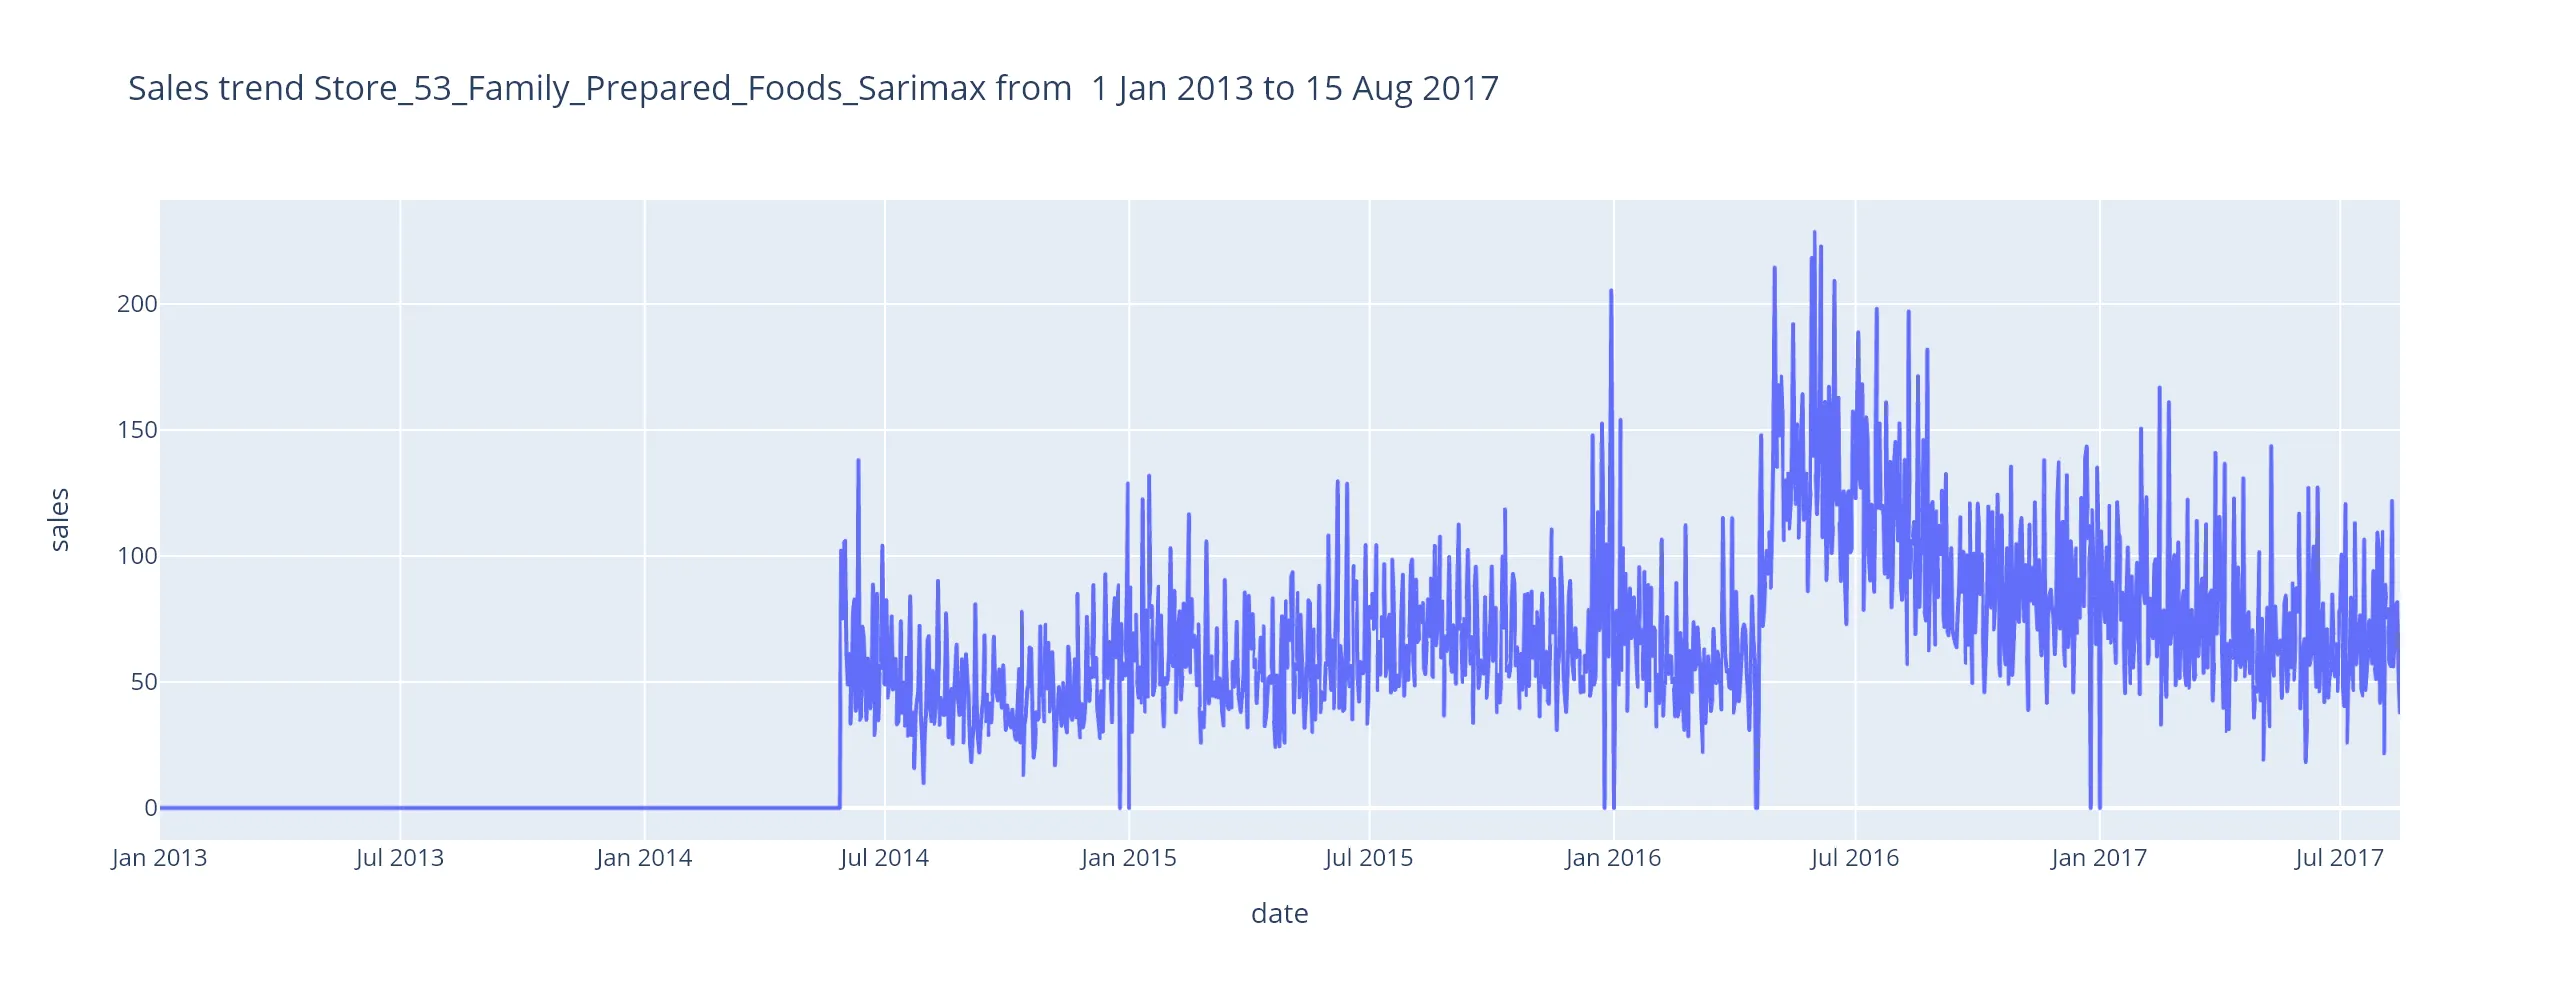 Sales trend Store_53_Family_Prepared_Foods_Sarimax from  1 Jan 2013 to 15 Aug 2017
sales
200
150
100
50
0
Jan 2013
Jul 2013
Jan 2014
Jul 2014
Jan 2015
Jul 2015
Jan 2016
Jul 2016
Jan 2017
Jul 2017
date